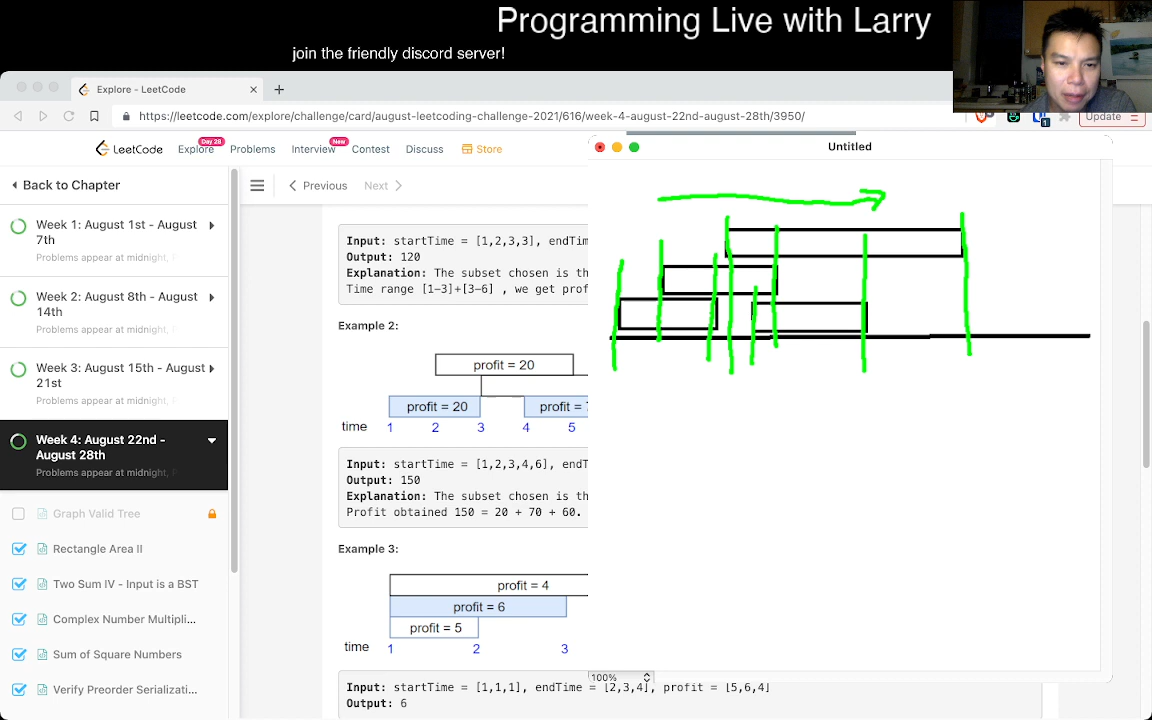 Programming Live with Larry
join the friendly discord server!
Explore - LeetCode
https://leetcode.com/explore/challenge/card/august-leetcoding-challenge-2021/616/week-4-august-22nd-august-28th/3950/
Update
LeetCode
Explore
Day 28
Problems
Interview
New
Contest
Discuss
Store
Untitled
Back to Chapter
Previous
Next
Week 1: August 1st - August
7th
Problems appear at midnight,
Week 2: August 8th - August
14th
Problems appear at midnight,
Week 3: August 15th - August
21st
Problems appear at midnight,
Week 4: August 22nd -
August 28th
Problems appear at midnight,
Graph Valid Tree
Rectangle Area II
Two Sum IV - Input is a BST
Complex Number Multipli...
Sum of Square Numbers
Verify Preorder Serializati...
Input: startTime = [1,2,3,3], endTim
Output: 120
Explanation: The subset chosen is th
Time range [1-3]+[3-6] , we get prof
Example 2:
profit = 20
profit = 20
profit =
time 1 2 3 4 5
Input: startTime = [1,2,3,4,6], endT
Output: 150
Explanation: The subset chosen is th
Profit obtained 150 = 20 + 70 + 60.
Example 3:
profit = 4
profit = 6
profit = 5
time 1 2 3
100%
Input: startTime = [1,1,1], endTime = [2,3,4], profit = [5,6,4]
Output: 6